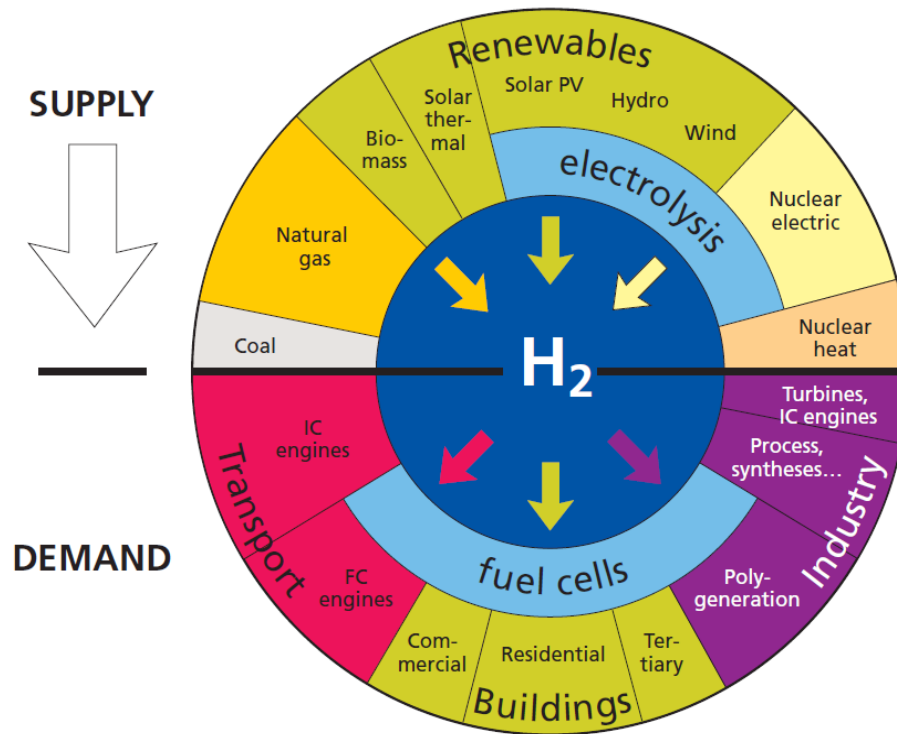 SUPPLY
Renewables
Solar PV
Hydro
Wind
Solar
ther-
mal
Bio-
mass
electrolysis
Nuclear
electric
Natural
gas
Coal
Nuclear
heat
H₂
DEMAND
Transport
IC
engines
FC
engines
fuel cells
Com-
mercial
Residential
Ter-
tiary
Buildings
Turbines,
IC engines
Process,
syntheses…
Industry
Poly-
generation